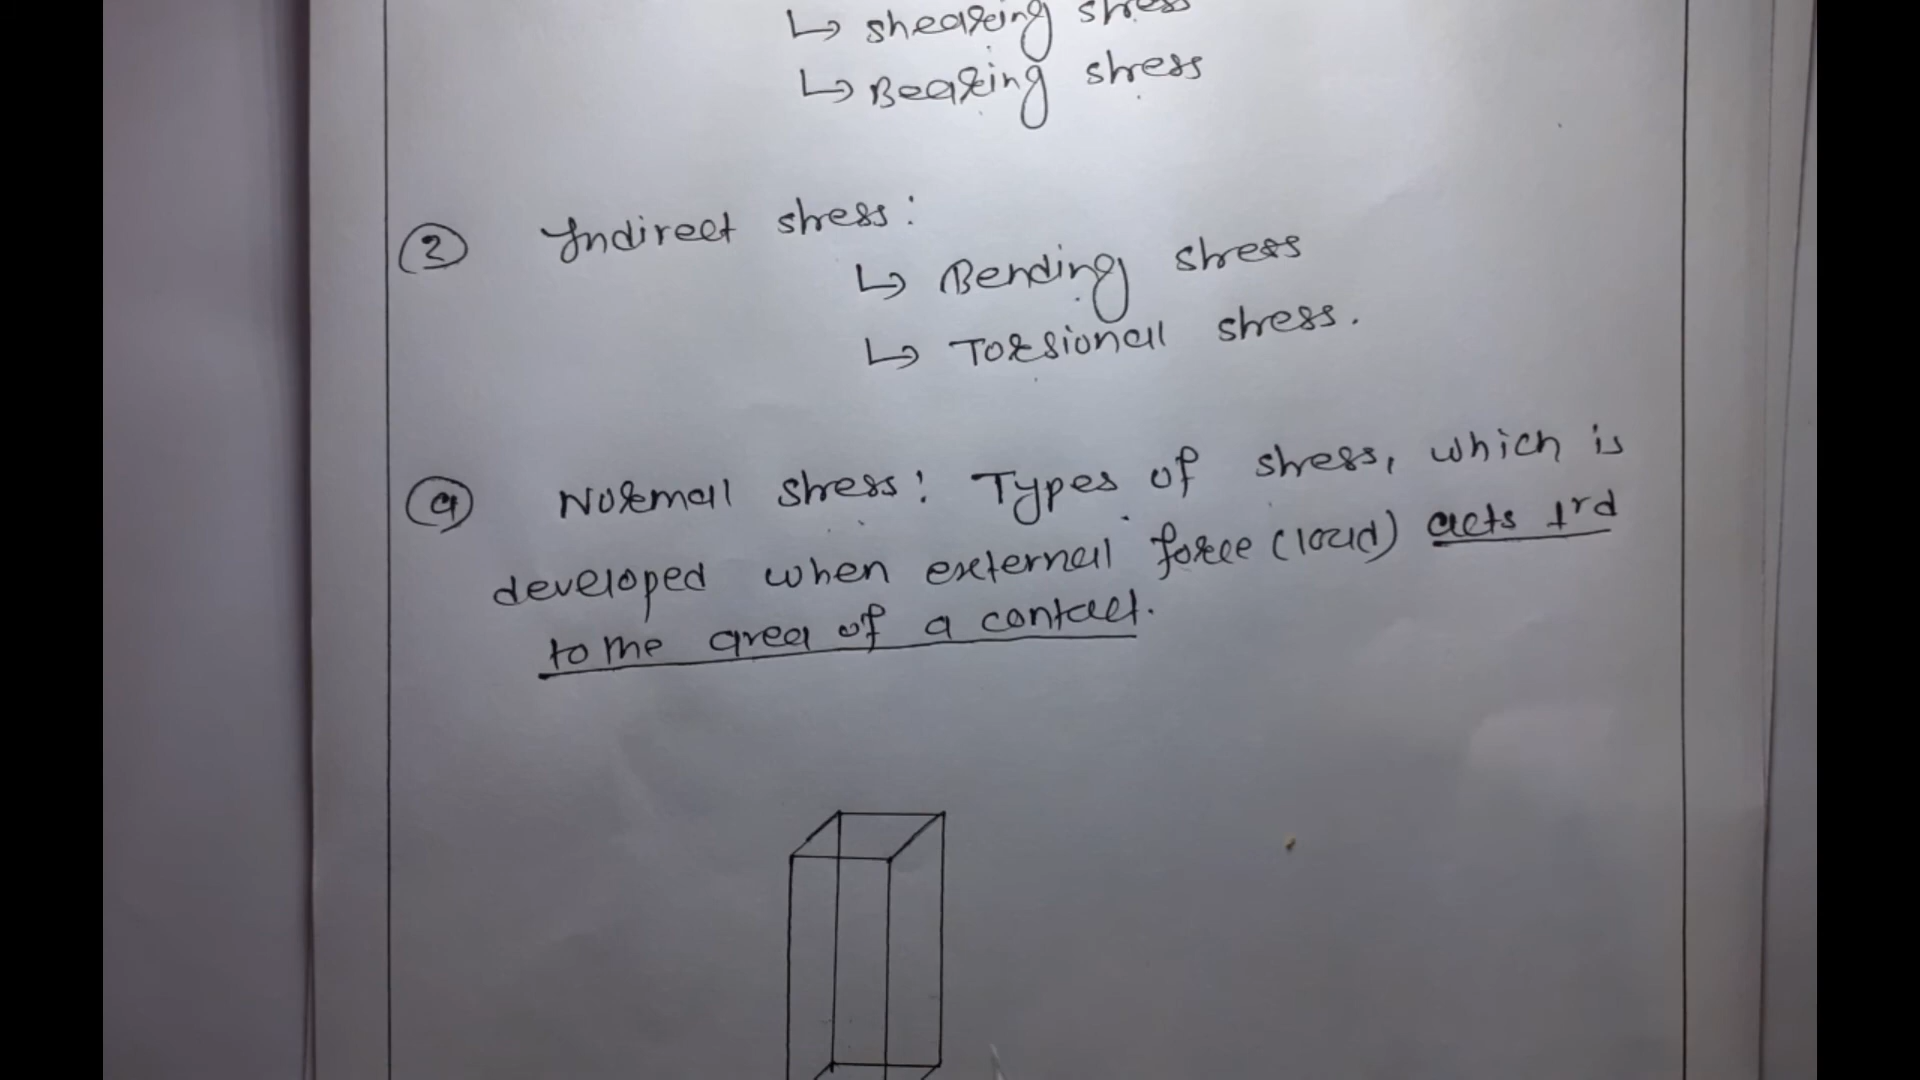 ↳ shearing stress
↳ Bearing stress
② Indirect stress:
↳ Bending stress
↳ Torsional stress.
ⓐ Normal stress: Types of stress, which is
developed when external force (load) acts ⊥rd
to the area of a contact.